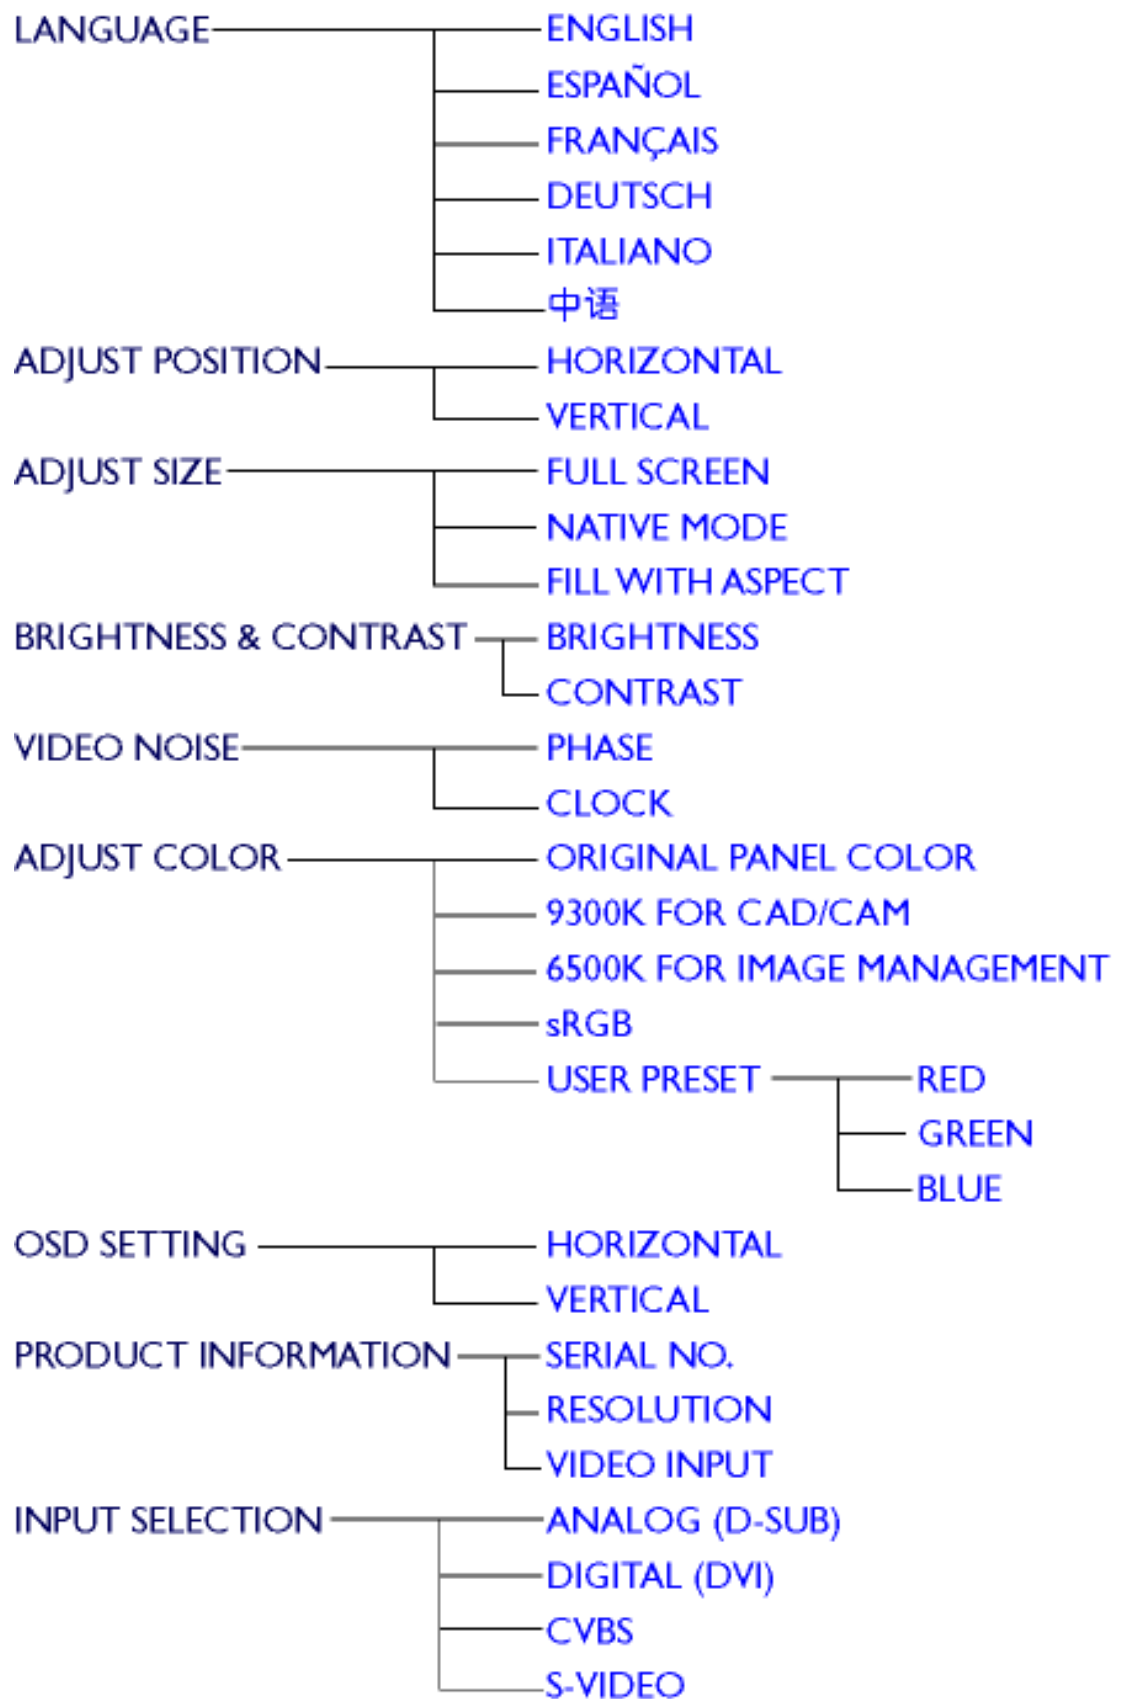 LANGUAGE ENGLISH
ESPAÑOL
FRANÇAIS
DEUTSCH
ITALIANO
中语
ADJUST POSITION HORIZONTAL
VERTICAL
ADJUST SIZE FULL SCREEN
NATIVE MODE
FILL WITH ASPECT
BRIGHTNESS & CONTRAST BRIGHTNESS
CONTRAST
VIDEO NOISE PHASE
CLOCK
ADJUST COLOR ORIGINAL PANEL COLOR
9300K FOR CAD/CAM
6500K FOR IMAGE MANAGEMENT
sRGB
USER PRESET RED
GREEN
BLUE
OSD SETTING HORIZONTAL
VERTICAL
PRODUCT INFORMATION SERIAL NO.
RESOLUTION
VIDEO INPUT
INPUT SELECTION ANALOG (D-SUB)
DIGITAL (DVI)
CVBS
S-VIDEO